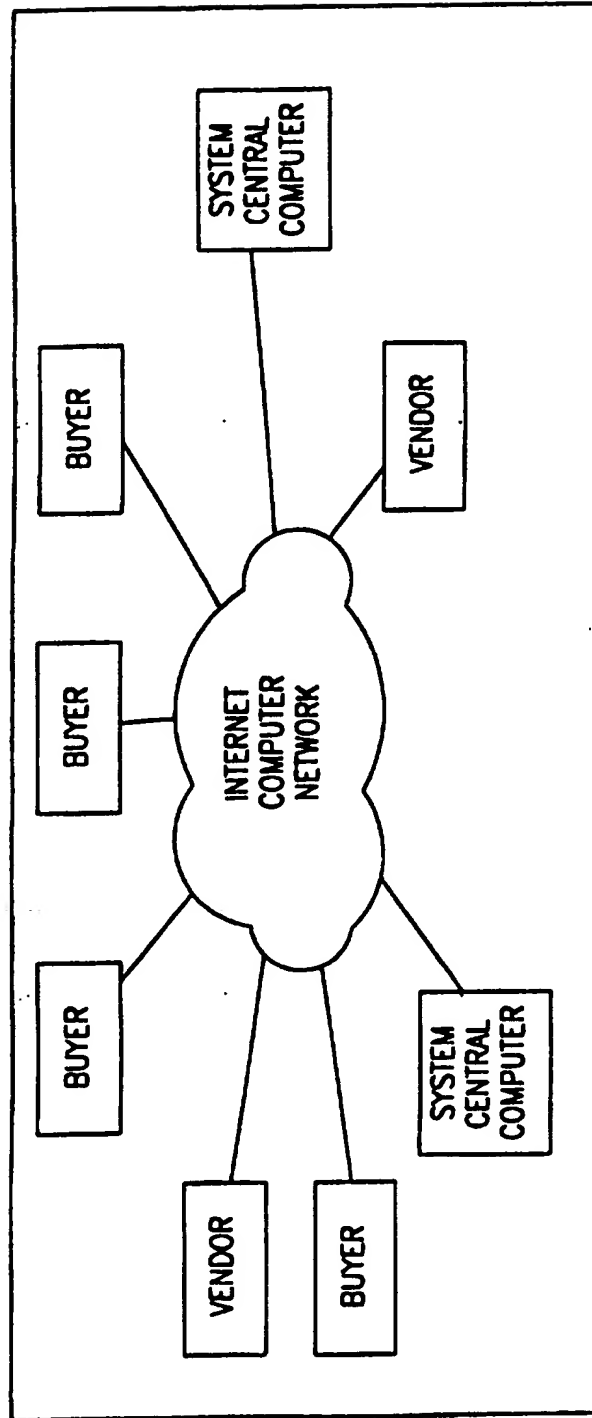 BUYER
BUYER
BUYER
VENDOR
SYSTEM
CENTRAL
COMPUTER
INTERNET
COMPUTER
NETWORK
BUYER
VENDOR
SYSTEM
CENTRAL
COMPUTER